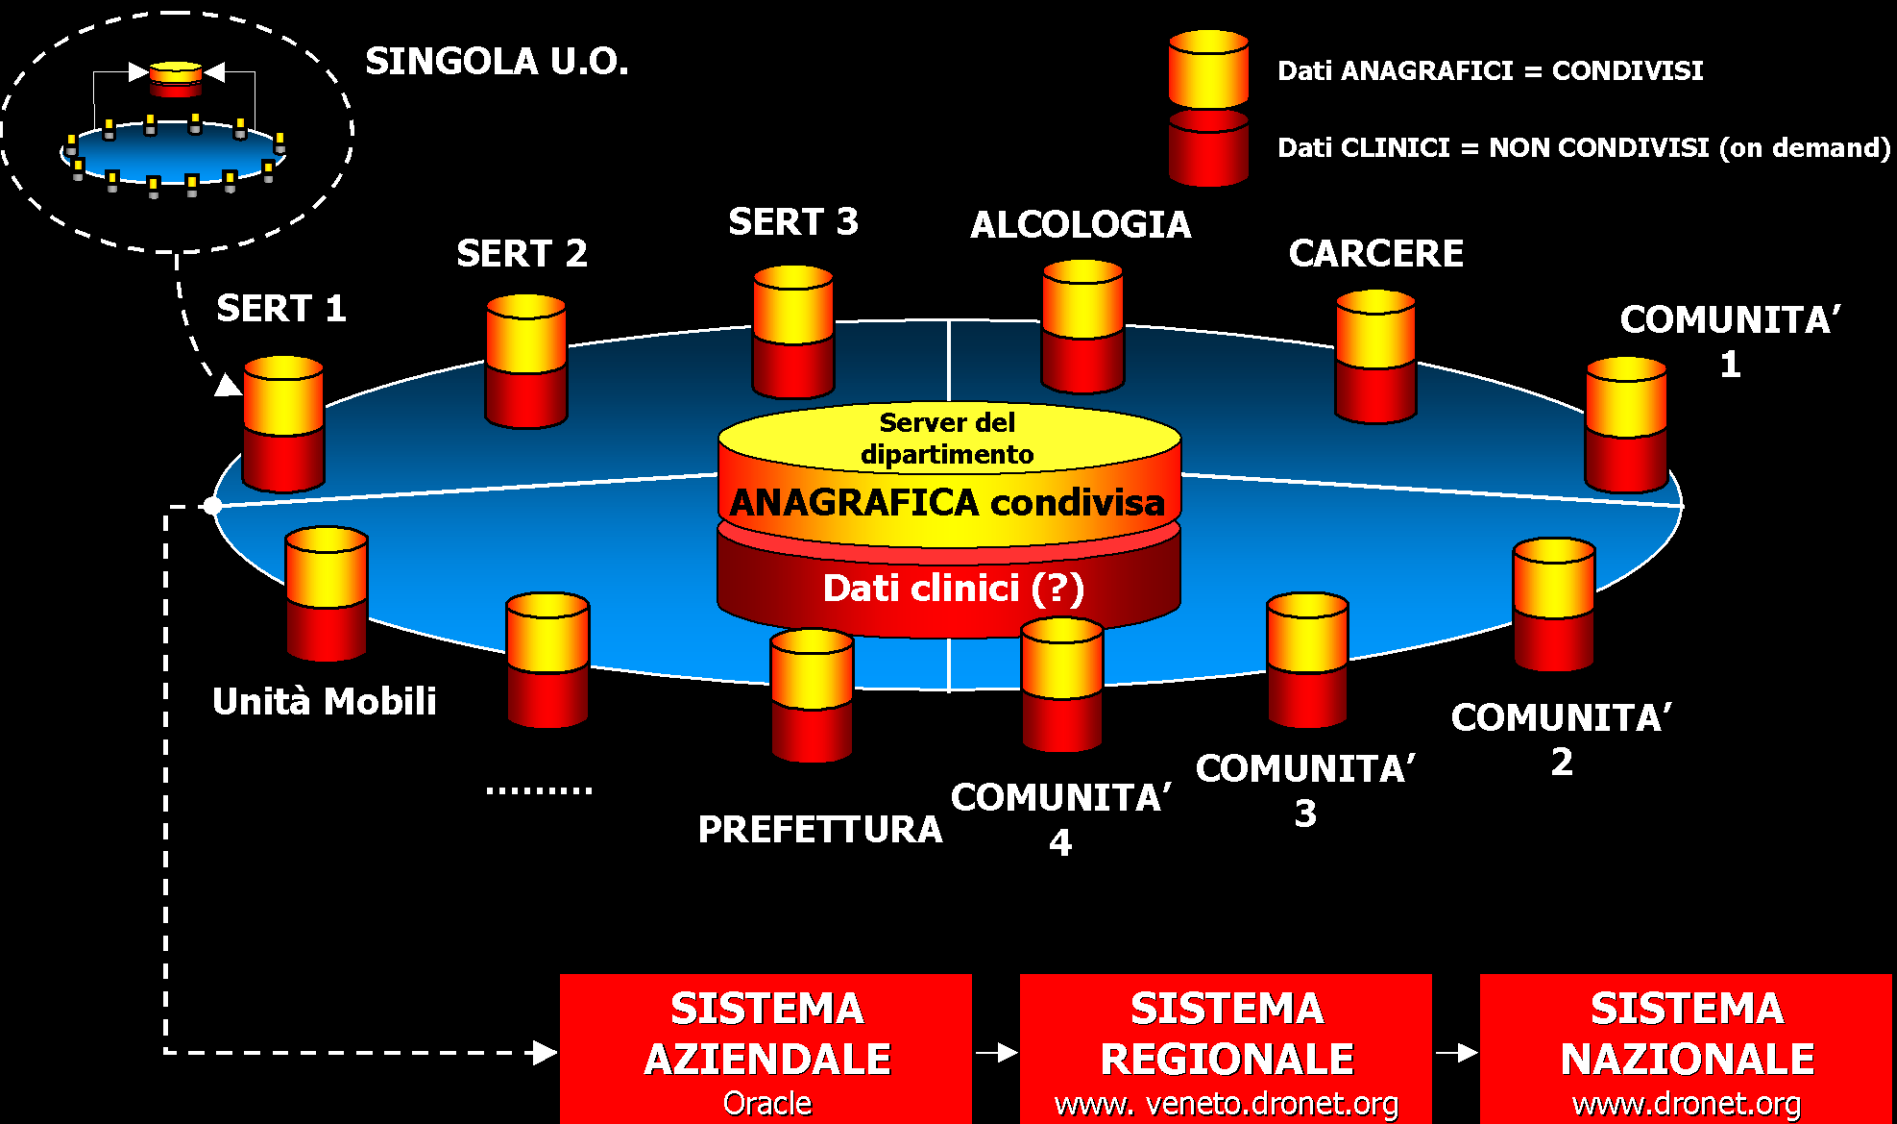 SINGOLA U.O.
Dati ANAGRAFICI = CONDIVISI
Dati CLINICI = NON CONDIVISI (on demand)
SERT 1
SERT 2
SERT 3
ALCOLOGIA
CARCERE
COMUNITA’
1
Server del
dipartimento
ANAGRAFICA condivisa
Dati clinici (?)
Unità Mobili
.........
PREFETTURA
COMUNITA’
4
COMUNITA’
3
COMUNITA’
2
SISTEMA
AZIENDALE
Oracle
SISTEMA
REGIONALE
www. veneto.dronet.org
SISTEMA
NAZIONALE
www.dronet.org